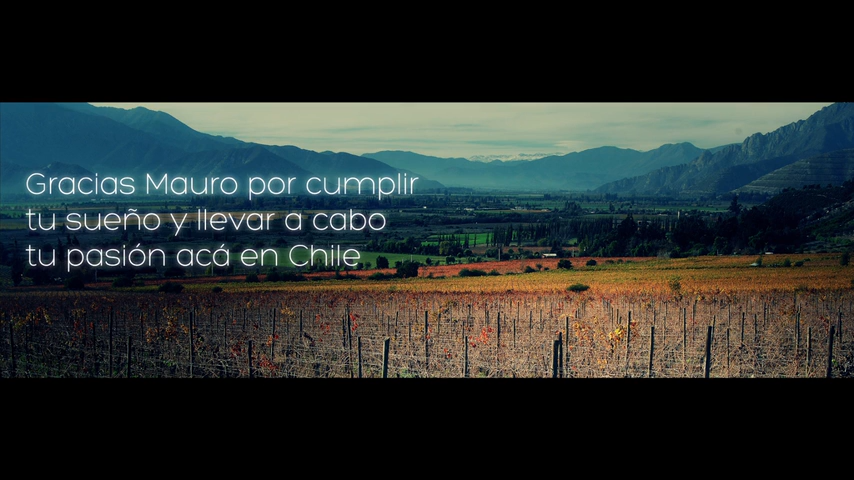 Gracias Mauro por cumplir
tu sueño y llevar a cabo
tu pasión acá en Chile